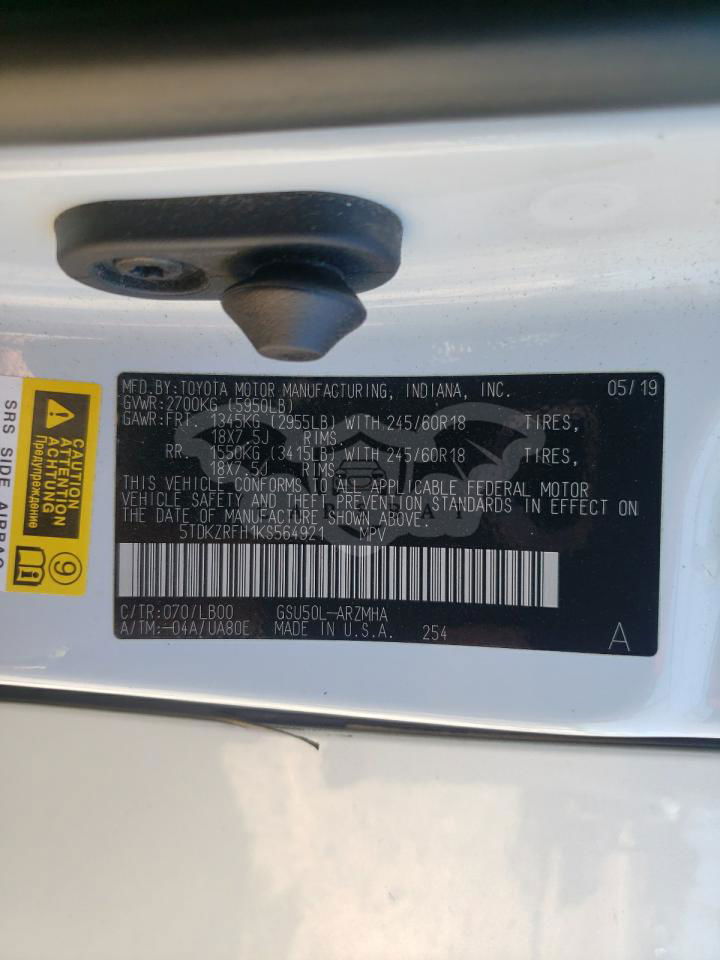 MFD.BY:TOYOTA MOTOR MANUFACTURING, INDIANA, INC. 05/19
GVWR:2700KG (5950LB)
GAWR:FRT. 1345KG (2955LB) WITH 245/60R18 TIRES,
18X7.5J RIMS
RR. 1550KG (3415LB) WITH 245/60R18 TIRES,
18X7.5J RIMS
THIS VEHICLE CONFORMS TO ALL APPLICABLE FEDERAL MOTOR
VEHICLE SAFETY AND THEFT PREVENTION STANDARDS IN EFFECT ON
THE DATE OF MANUFACTURE SHOWN ABOVE.
5TDKZRFH1KS564921 MPV
C/TR:070/LB00 GSU50L-ARZMHA
A/TM:-04A/UA80E MADE IN U.S.A. 254 A
CAUTION
ATTENTION
ACHTUNG
Предупреждение
9
SRS SIDE AIRBAG